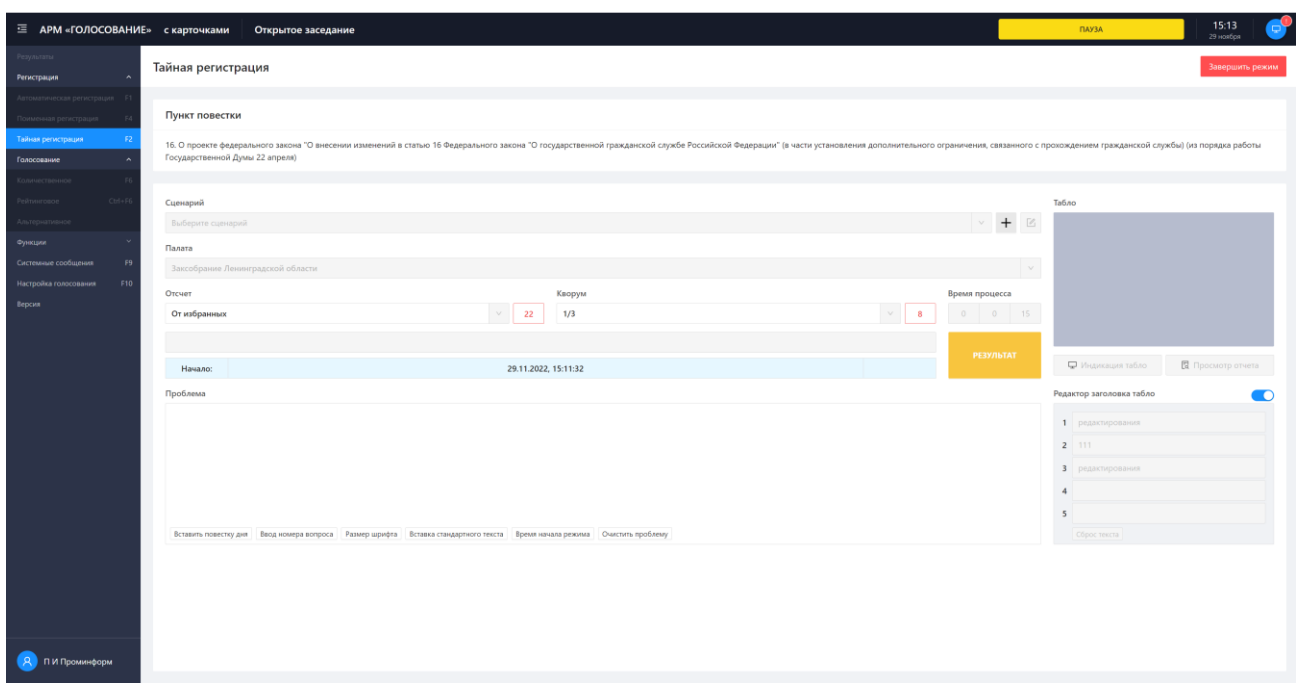 АРМ «ГОЛОСОВАНИЕ» с карточками Открытое заседание ПАУЗА 15:13
29 ноября
1
Результаты
Регистрация
Автоматическая регистрация F1
Поименная регистрация F4
Тайная регистрация F2
Голосование
Количественное F6
Рейтинговое Ctrl+F6
Альтернативное
Функции
Системные сообщения F9
Настройка голосования F10
Версия
П И Проминформ
Тайная регистрация Завершить режим
Пункт повестки
16. О проекте федерального закона "О внесении изменений в статью 16 Федерального закона "О государственной гражданской службе Российской Федерации" (в части установления дополнительного ограничения, связанного с прохождением гражданской службы) (из порядка работы
Государственной Думы 22 апреля)
Сценарий
Выберите сценарий
Палата
Заксобрание Ленинградской области
Отсчет Кворум Время процесса
От избранных 22 1/3 8 0 0 15
РЕЗУЛЬТАТ
Начало: 29.11.2022, 15:11:32
Проблема
Вставить повестку дня Ввод номера вопроса Размер шрифта Вставка стандартного текста Время начала режима Очистить проблему
Табло
Индикация табло Просмотр отчета
Редактор заголовка табло
1 редактирования
2 111
3 редактирования
4
5
Сброс текста